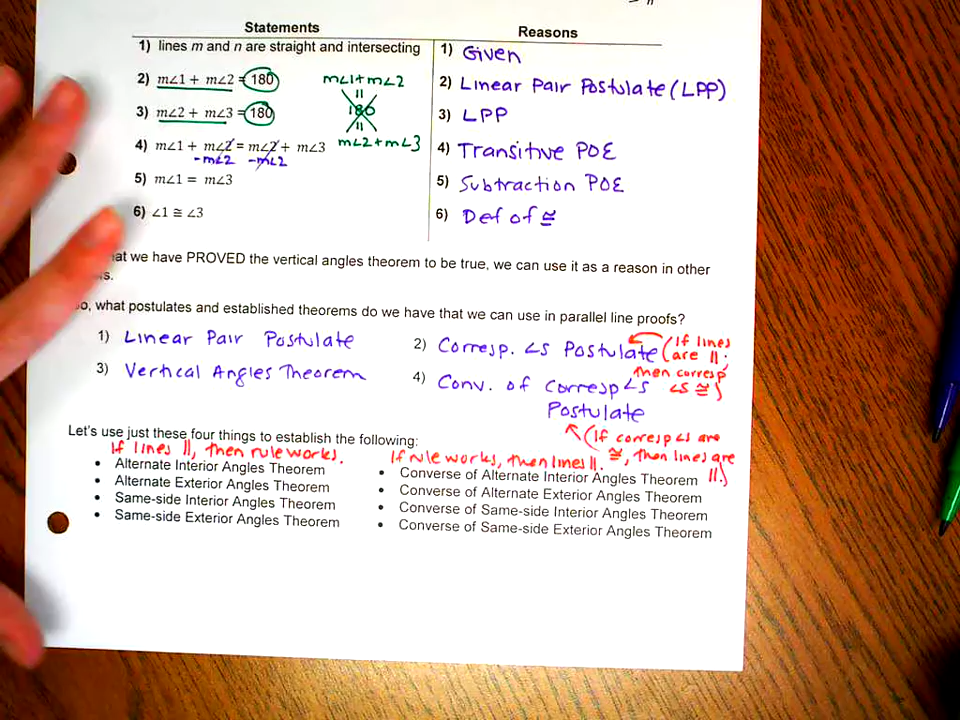 n
Statements
Reasons
1) lines m and n are straight and intersecting
1) Given
2) m∠1 + m∠2 = 180
2) Linear Pair Postulate (LPP)
3) m∠2 + m∠3 = 180
3) LPP
m∠1 + m∠2
=
180
=
m∠2 + m∠3
4) m∠1 + m∠2 = m∠2 + m∠3
-m∠2 -m∠2
4) Transitive POE
5) m∠1 = m∠3
5) Subtraction POE
6) ∠1 ≅ ∠3
6) Def of ≅
at we have PROVED the vertical angles theorem to be true, we can use it as a reason in other
s.
o, what postulates and established theorems do we have that we can use in parallel line proofs?
1) Linear Pair Postulate
2) Corresp. ∠s Postulate
(If lines
are ||,
then corresp
∠s ≅)
3) Vertical Angles Theorem
4) Conv. of Corresp ∠s
Postulate
(If corresp ∠s are
≅, then lines are
||.)
Let's use just these four things to establish the following:
If lines ||, then rule works.
• Alternate Interior Angles Theorem
• Alternate Exterior Angles Theorem
• Same-side Interior Angles Theorem
• Same-side Exterior Angles Theorem
If rule works, then lines ||.
• Converse of Alternate Interior Angles Theorem
• Converse of Alternate Exterior Angles Theorem
• Converse of Same-side Interior Angles Theorem
• Converse of Same-side Exterior Angles Theorem